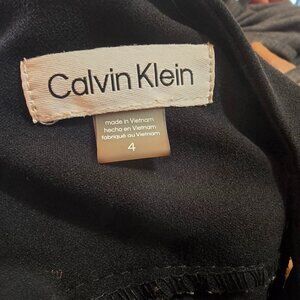 Calvin Klein
made in Vietnam
hecho en Vietnam
fabriqué au Vietnam
4